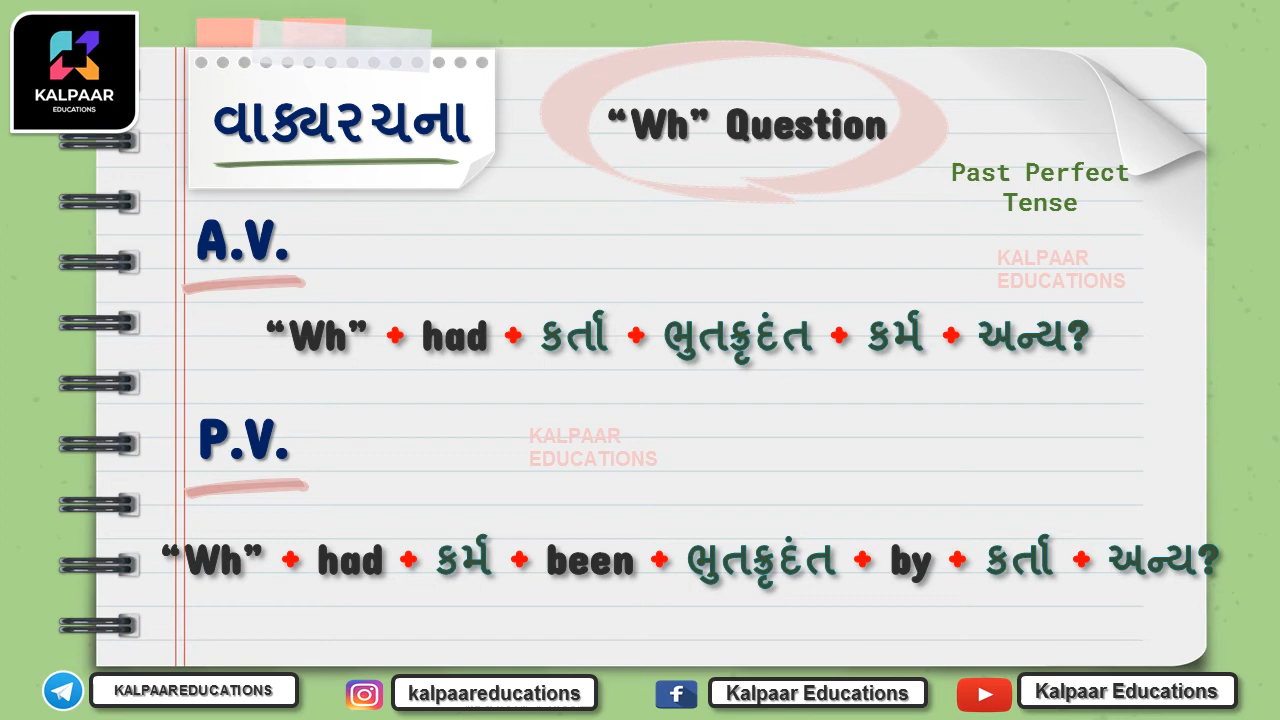 KALPAAR
EDUCATIONS
વાક્યરચના
“Wh” Question
Past Perfect
Tense
A.V.
KALPAAR
EDUCATIONS
“Wh” + had + કર્તા + ભુતક્રૃદંત + કર્મ + અન્ય?
P.V.
KALPAAR
EDUCATIONS
“Wh” + had + કર્મ + been + ભુતક્રૃદંત + by + કર્તા + અન્ય?
KALPAAREDUCATIONS
kalpaareducations
Kalpaar Educations
Kalpaar Educations